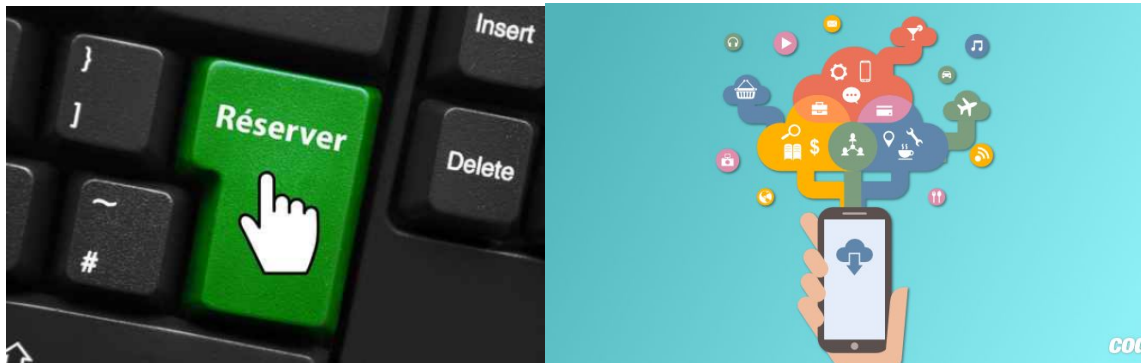 Insert
}
]
Réserver
Delete
~
#
$